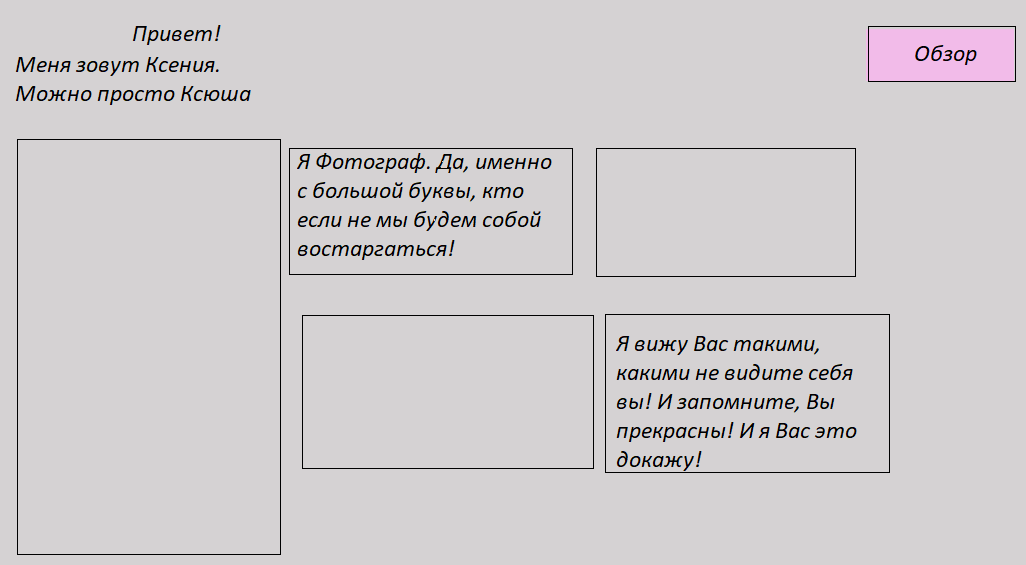 Привет!
Меня зовут Ксения.
Можно просто Ксюша
Обзор
Я Фотограф. Да, именно
с большой буквы, кто
если не мы будем собой
востаргаться!
Я вижу Вас такими,
какими не видите себя
вы! И запомните, Вы
прекрасны! И я Вас это
докажу!